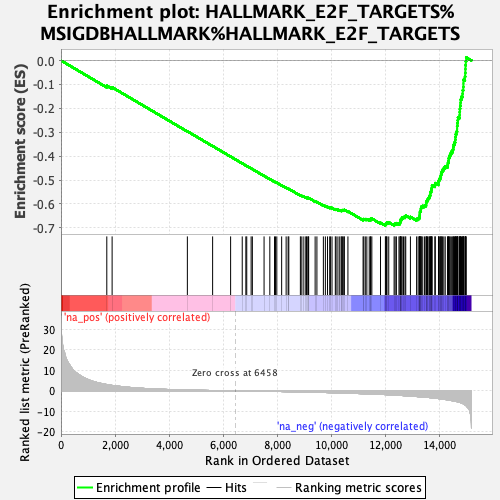 Enrichment plot: HALLMARK_E2F_TARGETS%
MSIGDBHALLMARK%HALLMARK_E2F_TARGETS
Enrichment score (ES)
0.0
-0.1
-0.2
-0.3
-0.4
-0.5
-0.6
-0.7
'na_pos' (positively correlated)
Ranked list metric (PreRanked)
30
20
10
0
-10
-20
Zero cross at 6458
'na_neg' (negatively correlated)
0
2,000
4,000
6,000
8,000
10,000
12,000
14,000
Rank in Ordered Dataset
Enrichment profile
Hits
Ranking metric scores